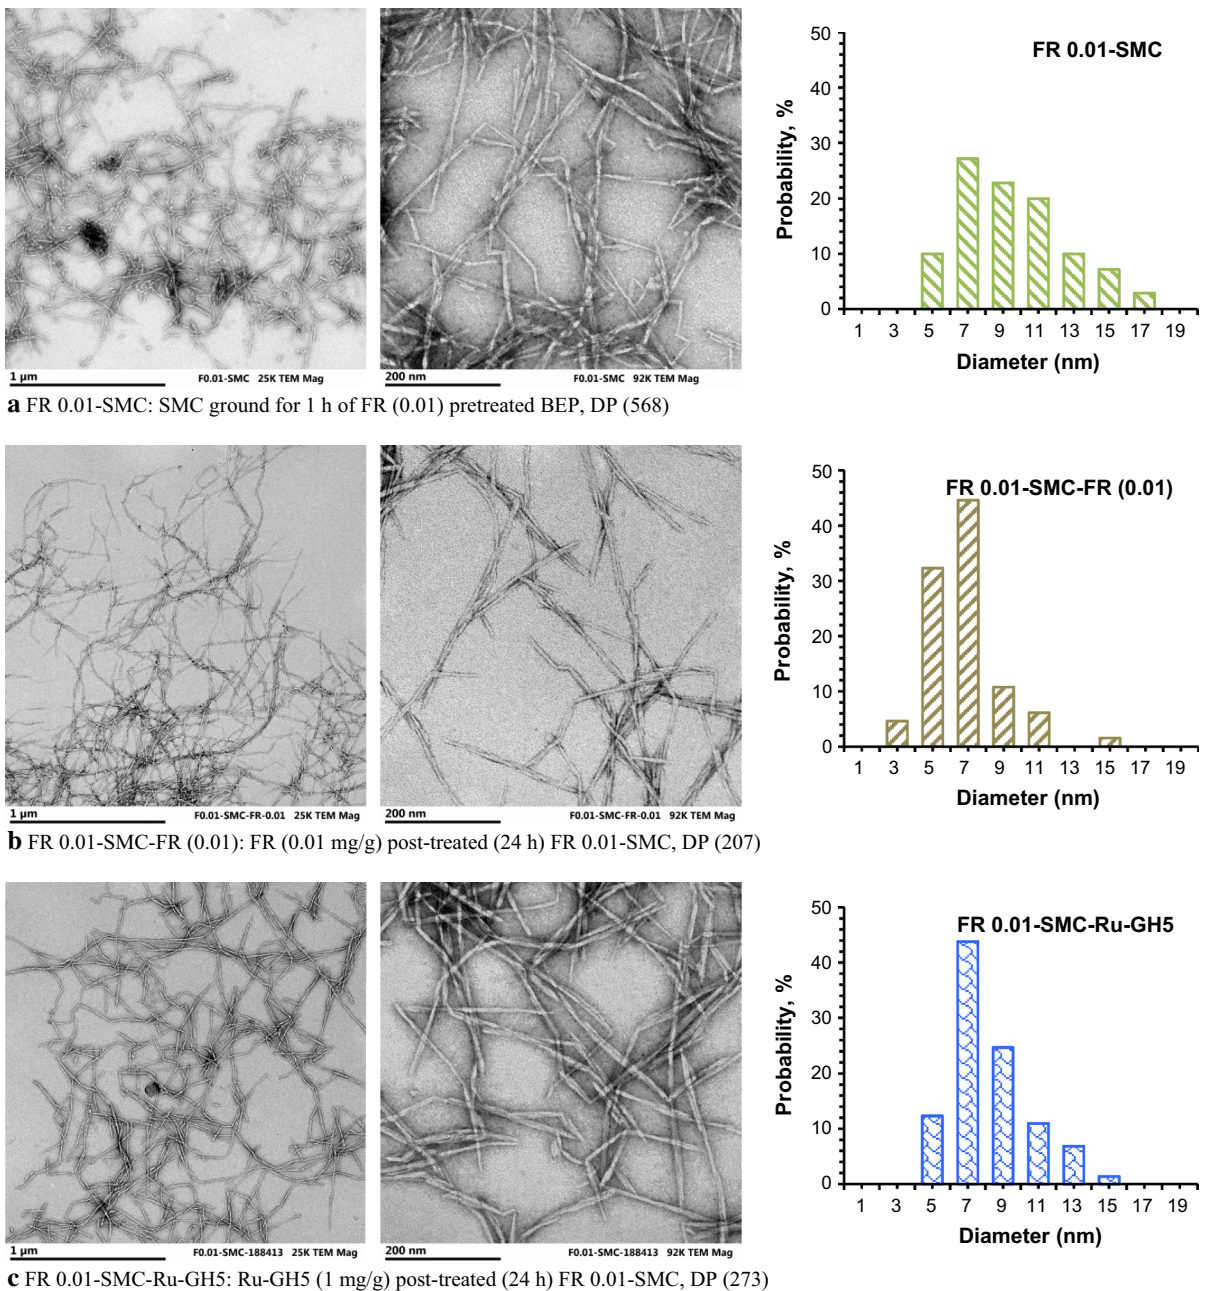 50
40
30
20
10
0
Probability, %
FR 0.01-SMC
1 3 5 7 9 11 13 15 17 19
Diameter (nm)
1 μm F0.01-SMC 25K TEM Mag
200 nm F0.01-SMC 92K TEM Mag
a FR 0.01-SMC: SMC ground for 1 h of FR (0.01) pretreated BEP, DP (568)
50
40
30
20
10
0
Probability, %
FR 0.01-SMC-FR (0.01)
1 3 5 7 9 11 13 15 17 19
Diameter (nm)
1 μm F0.01-SMC-FR-0.01 25K TEM Mag
200 nm F0.01-SMC-FR-0.01 92K TEM Mag
b FR 0.01-SMC-FR (0.01): FR (0.01 mg/g) post-treated (24 h) FR 0.01-SMC, DP (207)
50
40
30
20
10
0
Probability, %
FR 0.01-SMC-Ru-GH5
1 3 5 7 9 11 13 15 17 19
Diameter (nm)
1 μm F0.01-SMC-188413 25K TEM Mag
200 nm F0.01-SMC-188413 92K TEM Mag
c FR 0.01-SMC-Ru-GH5: Ru-GH5 (1 mg/g) post-treated (24 h) FR 0.01-SMC, DP (273)